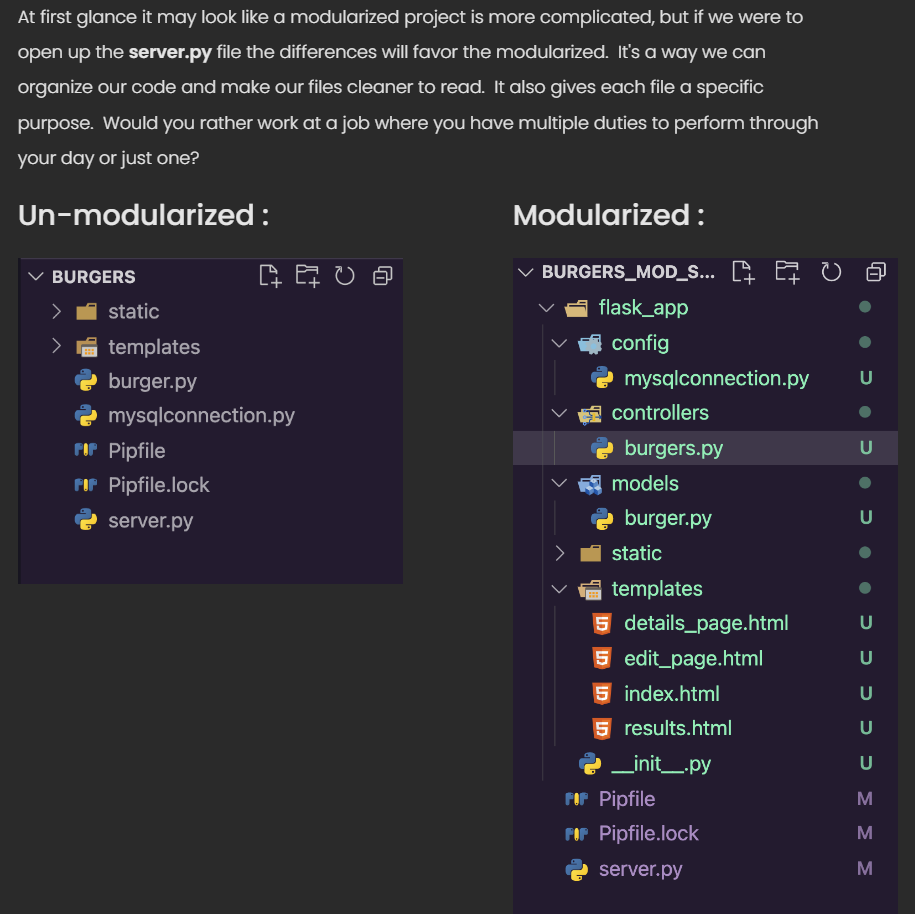 At first glance it may look like a modularized project is more complicated, but if we were to
open up the server.py file the differences will favor the modularized.  It's a way we can
organize our code and make our files cleaner to read.  It also gives each file a specific
purpose.  Would you rather work at a job where you have multiple duties to perform through
your day or just one?
Un-modularized :
BURGERS
static
templates
burger.py
mysqlconnection.py
Pipfile
Pipfile.lock
server.py
Modularized :
BURGERS_MOD_S...
flask_app
config
mysqlconnection.py U
controllers
burgers.py U
models
burger.py U
static
templates
details_page.html U
edit_page.html U
index.html U
results.html U
__init__.py U
Pipfile M
Pipfile.lock M
server.py M